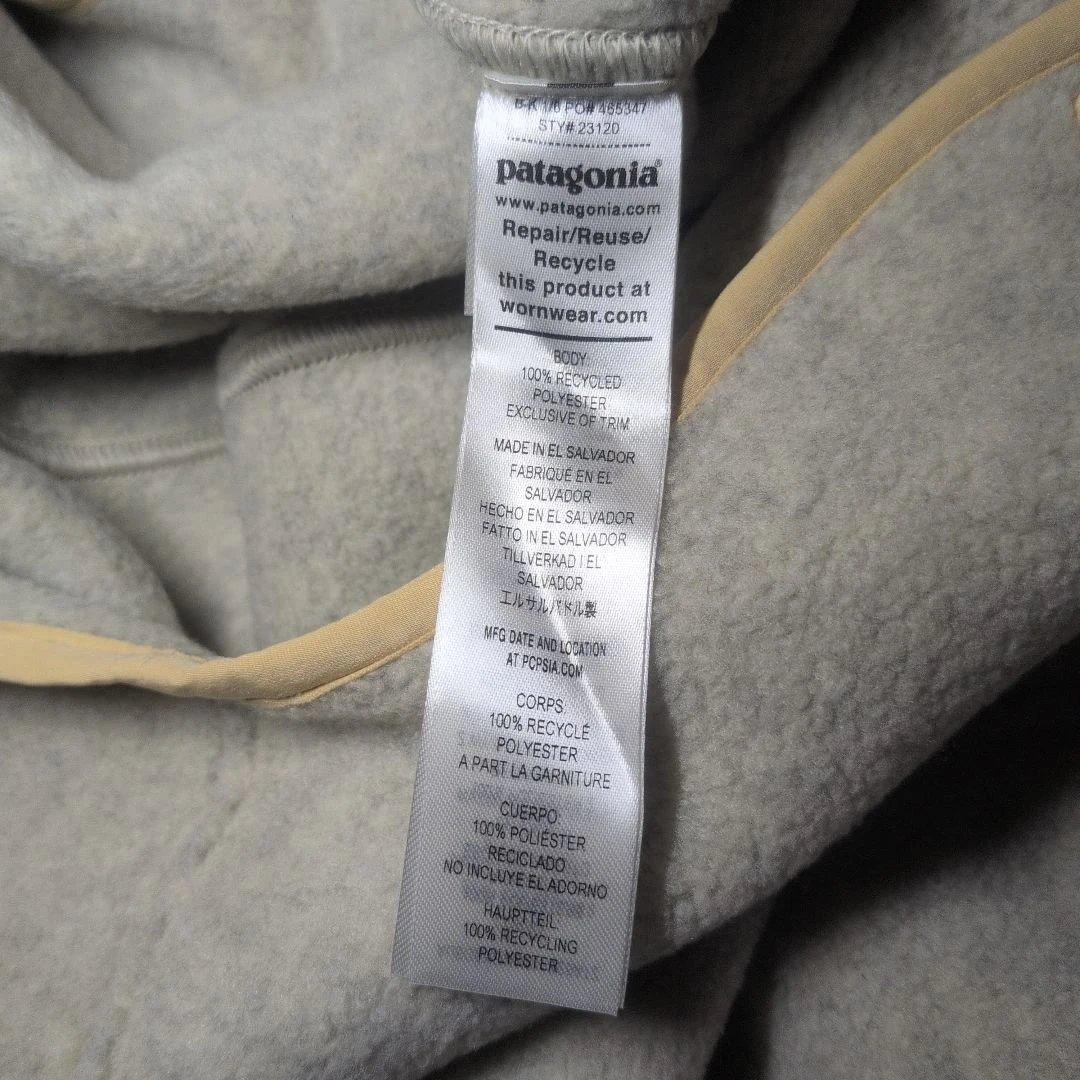 B-K 1/8 PO# 465347
STY# 23120
patagonia®
www.patagonia.com
Repair/Reuse/
Recycle
this product at
wornwear.com
BODY
100% RECYCLED
POLYESTER
EXCLUSIVE OF TRIM
MADE IN EL SALVADOR
FABRIQUÉ EN EL
SALVADOR
HECHO EN EL SALVADOR
FATTO IN EL SALVADOR
TILLVERKAD I EL
SALVADOR
エルサルバドル製
MFG DATE AND LOCATION
AT PCPSIA.COM
CORPS
100% RECYCLÉ
POLYESTER
A PART LA GARNITURE
CUERPO
100% POLIÉSTER
RECICLADO
NO INCLUYE EL ADORNO
HAUPTTEIL
100% RECYCLING
POLYESTER